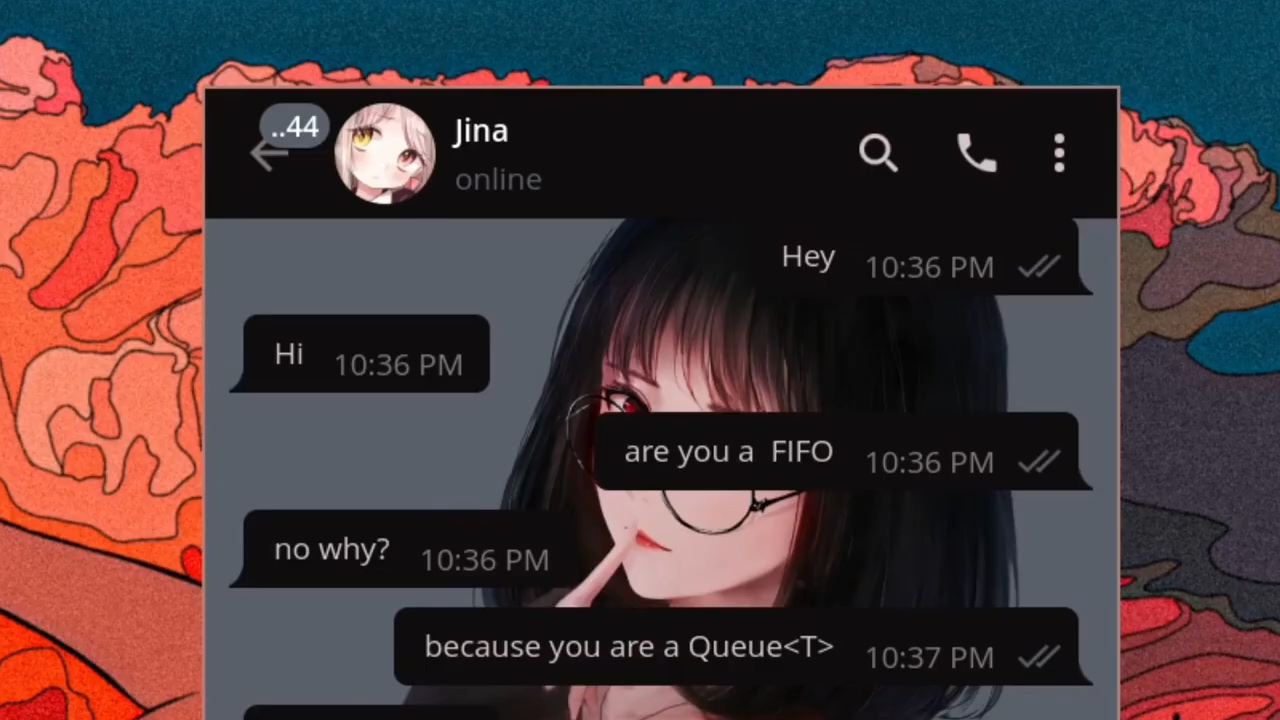 ..44
Jina
online
Hey 10:36 PM
Hi 10:36 PM
are you a  FIFO 10:36 PM
no why? 10:36 PM
because you are a Queue<T> 10:37 PM